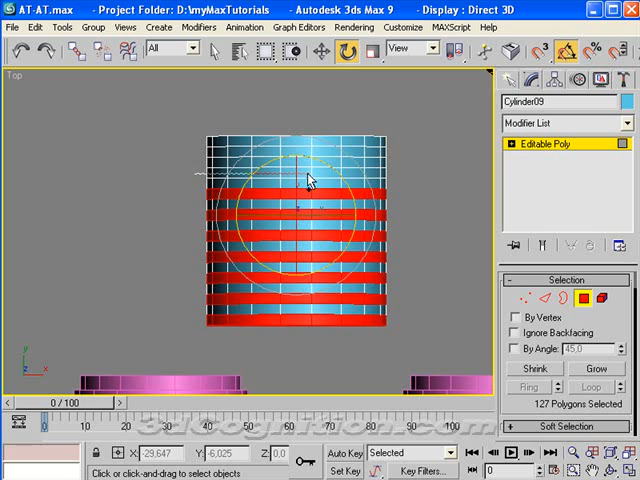 AT-AT.max - Project Folder: D:\myMaxTutorials - Autodesk 3ds Max 9 - Display : Direct 3D
File Edit Tools Group Views Create Modifiers Animation Graph Editors Rendering Customize MAXScript Help
All View 3 %
Top
Cylinder09
Modifier List
Editable Poly
Selection
By Vertex
Ignore Backfacing
By Angle: 45,0
Shrink Grow
Ring Loop
127 Polygons Selected
Soft Selection
y
z x
0 / 100
0 10 20 30 40 50 60 70 80 90 100
3dCognition.com
X: -29,647 Y: -6,025 Z: 0,0
Auto Key Selected
Set Key Key Filters... 0
Click or click-and-drag to select objects